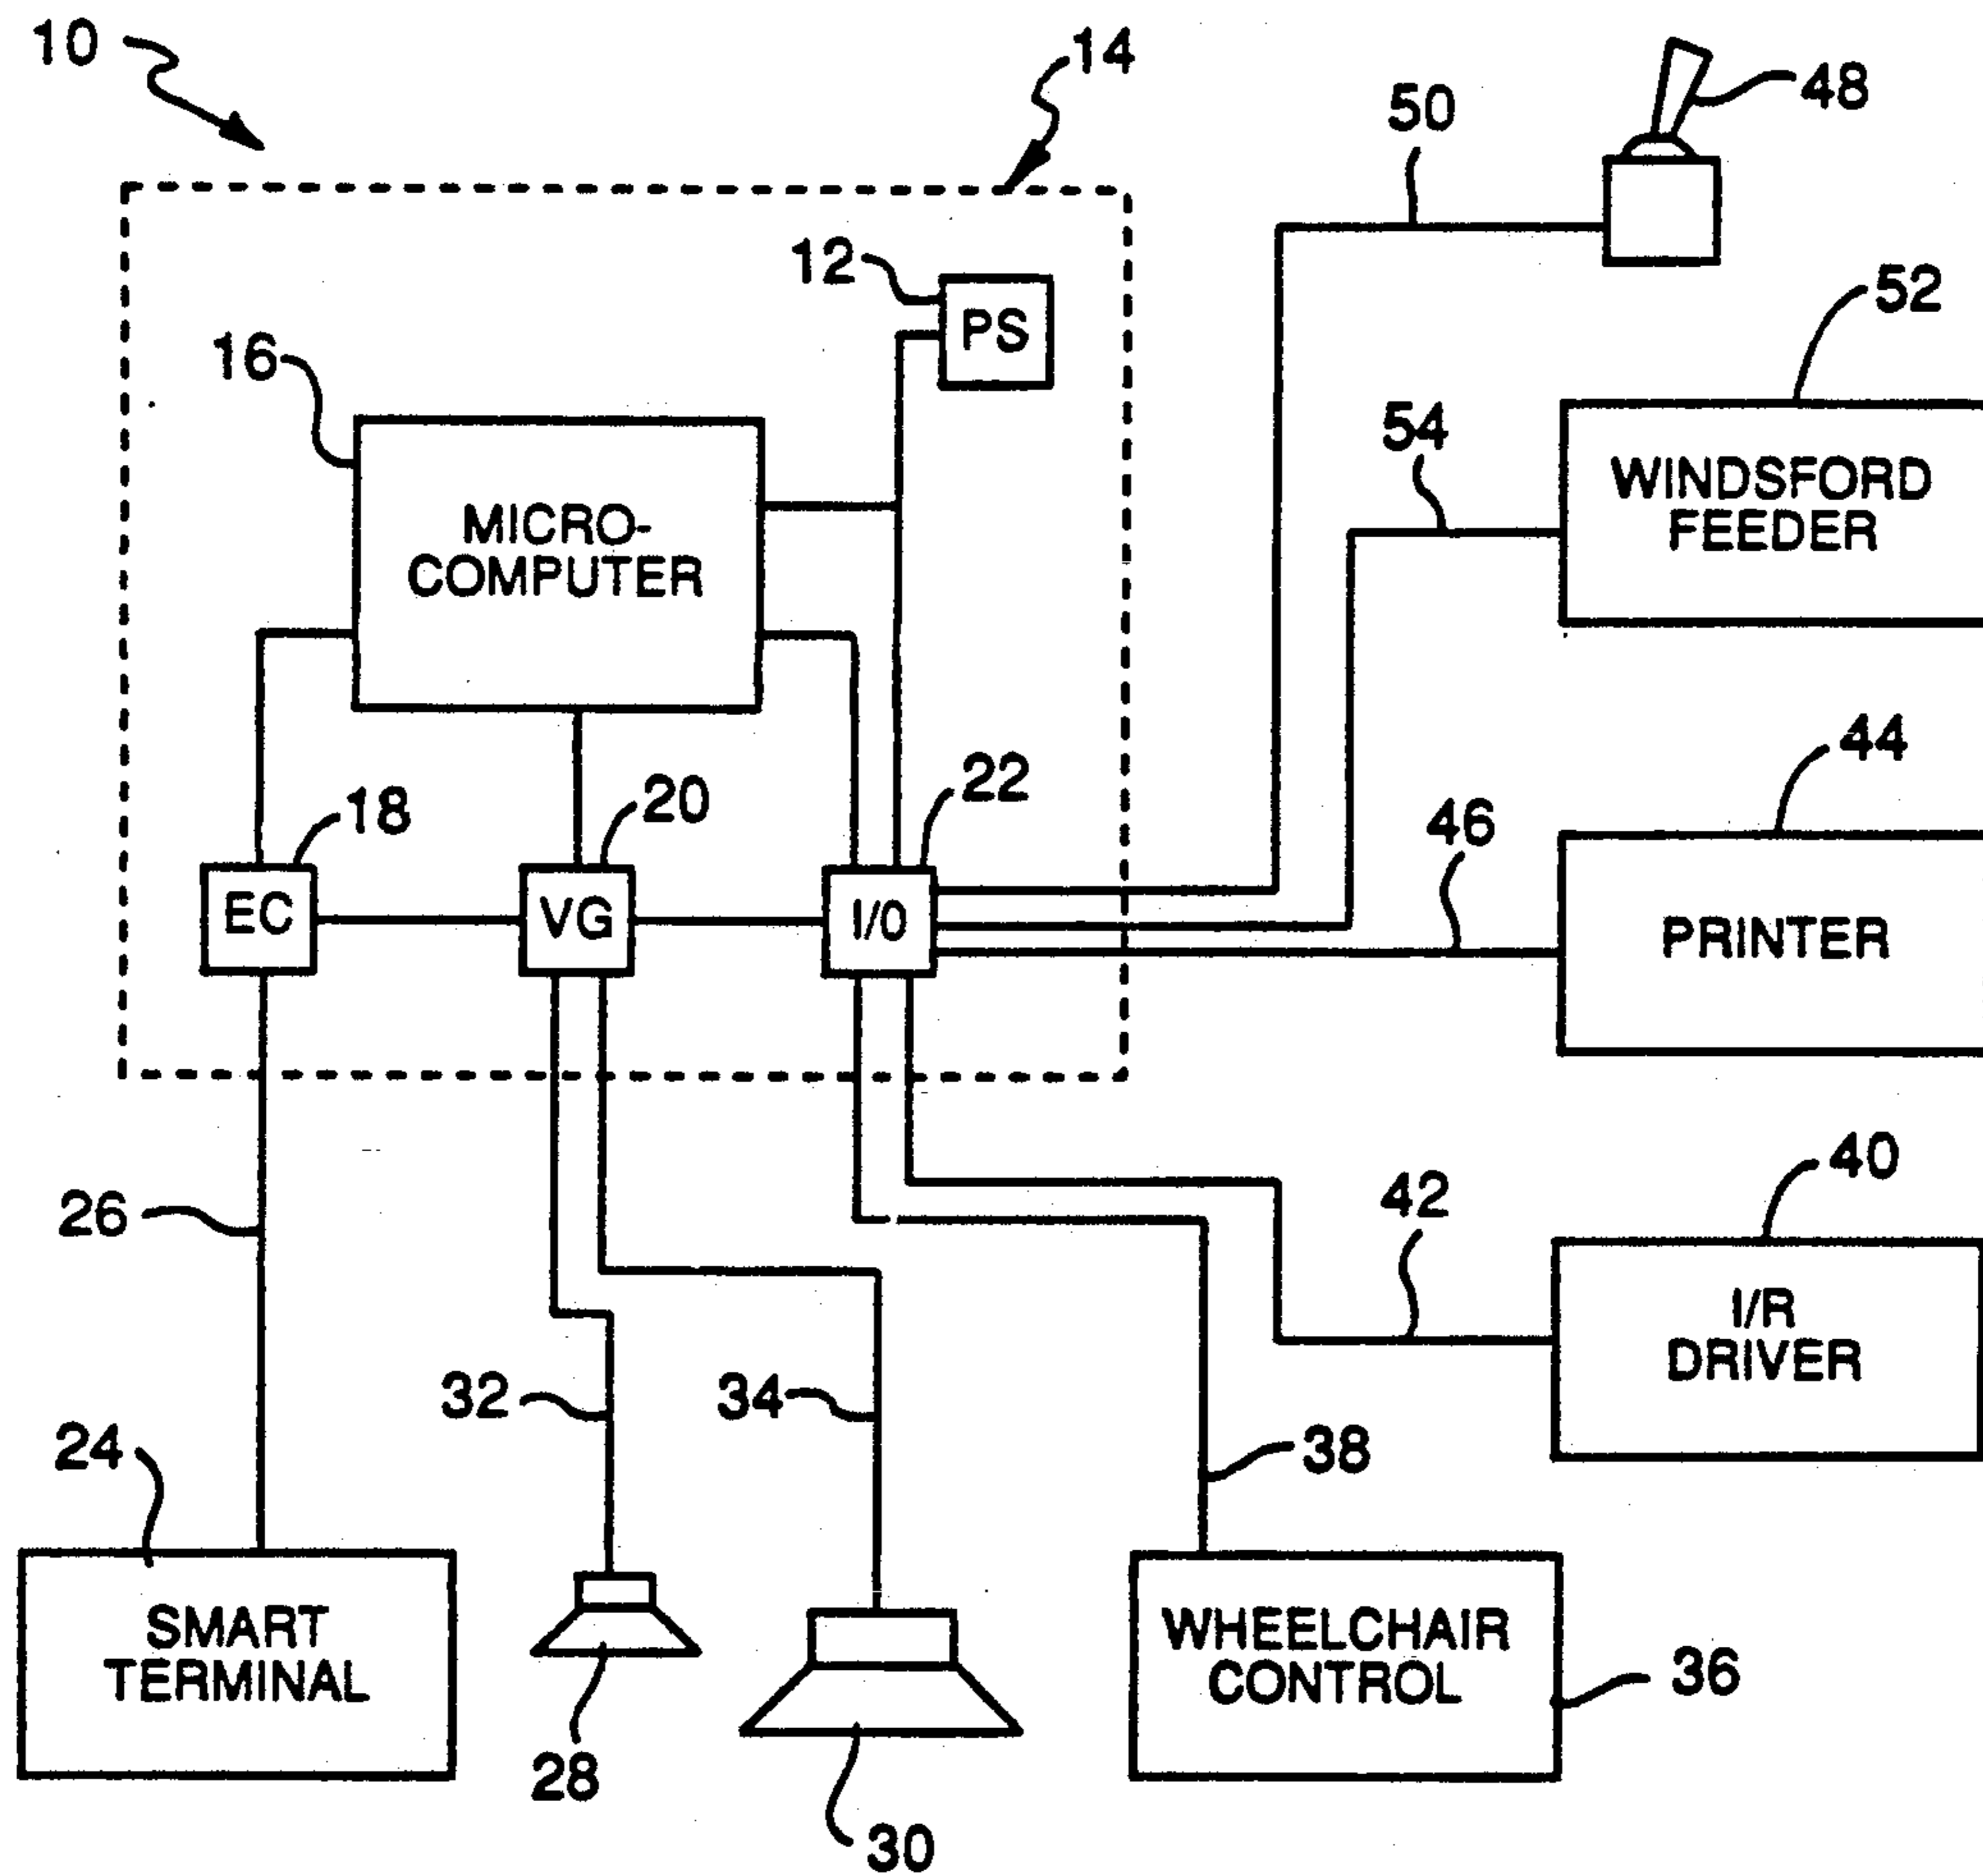 10
14
48
50
12
PS
52
16
54
WINDSFORD
FEEDER
MICRO-
COMPUTER
44
22
20
18
46
EC
VG
I/O
PRINTER
40
42
26
I/R
DRIVER
32
34
38
24
SMART
TERMINAL
WHEELCHAIR
CONTROL
36
28
30